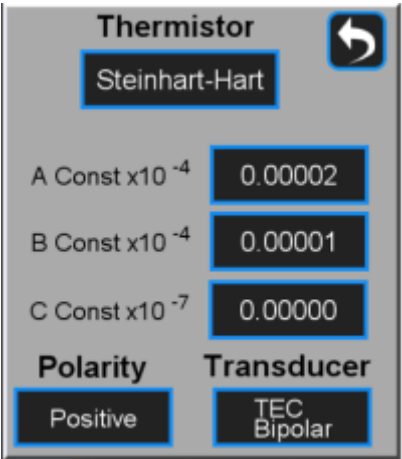 Thermistor
Steinhart-Hart
A Const x10 -4 0.00002
B Const x10 -4 0.00001
C Const x10 -7 0.00000
Polarity Transducer
Positive TEC
Bipolar